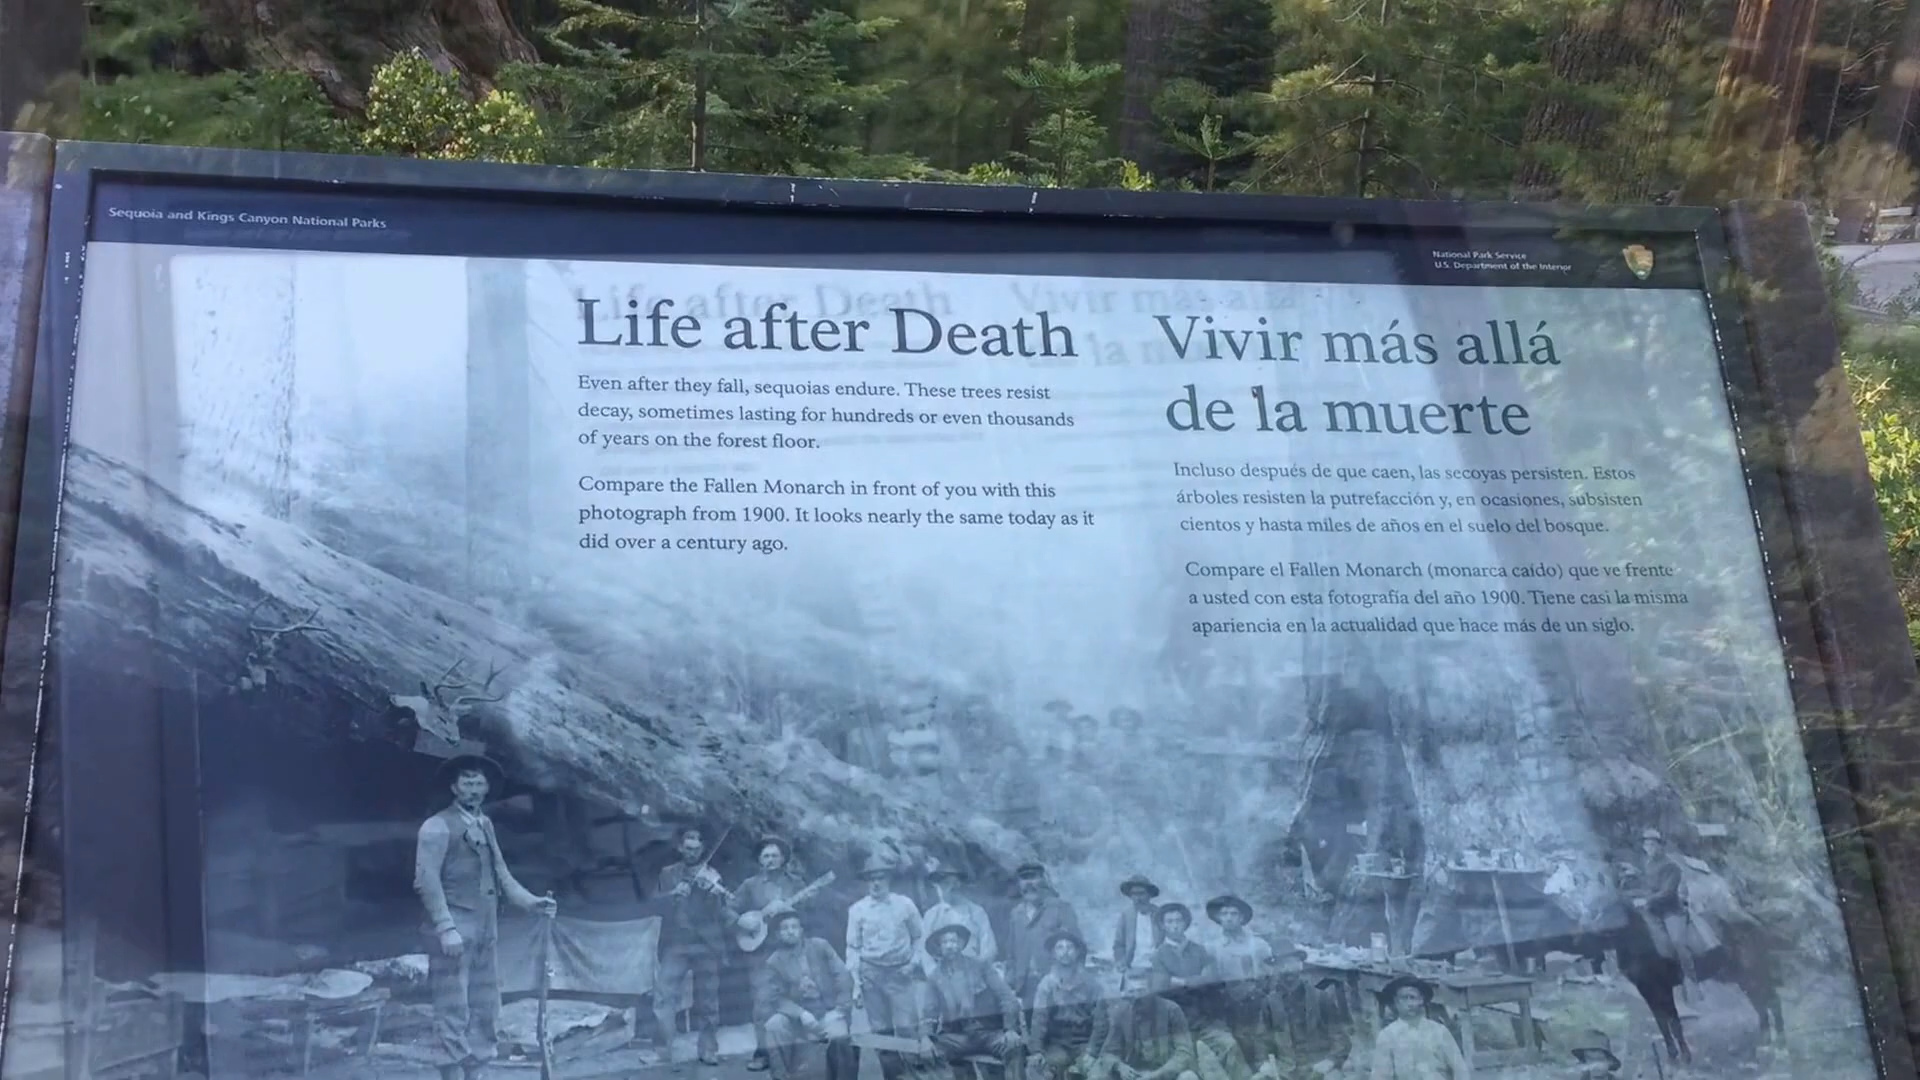 Sequoia and Kings Canyon National Parks
National Park Service
U.S. Department of the Interior
Life after Death
Even after they fall, sequoias endure. These trees resist
decay, sometimes lasting for hundreds or even thousands
of years on the forest floor.
Compare the Fallen Monarch in front of you with this
photograph from 1900. It looks nearly the same today as it
did over a century ago.
Vivir más allá
de la muerte
Incluso después de que caen, las secoyas persisten. Estos
árboles resisten la putrefacción y, en ocasiones, subsisten
cientos y hasta miles de años en el suelo del bosque.
Compare el Fallen Monarch (monarca caído) que ve frente
a usted con esta fotografía del año 1900. Tiene casi la misma
apariencia en la actualidad que hace más de un siglo.